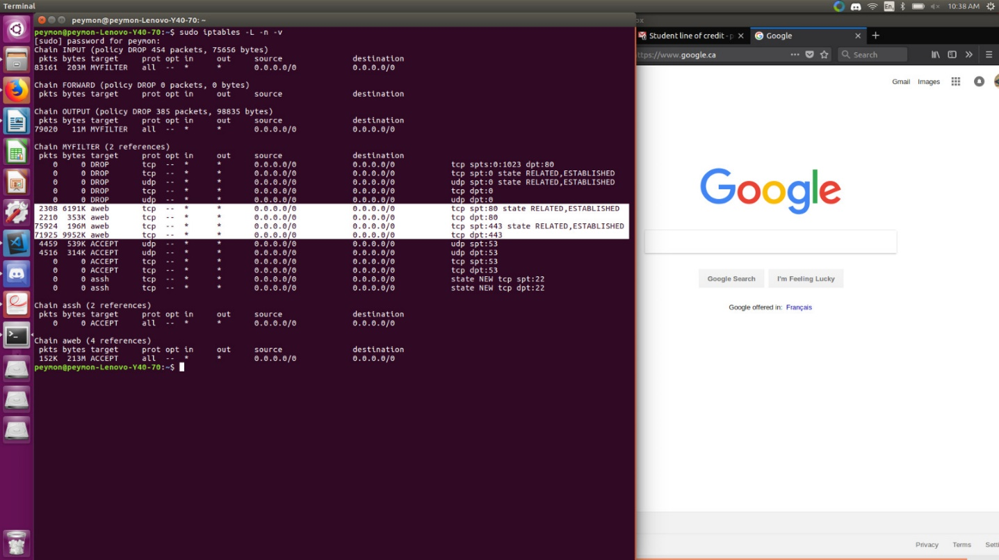 Terminal
En
10:38 AM
peymon@peymon-Lenovo-Y40-70: ~
peymon@peymon-Lenovo-Y40-70:~$ sudo iptables -L -n -v
[sudo] password for peymon:
Chain INPUT (policy DROP 454 packets, 75656 bytes)
pkts bytes target prot opt in out source destination
83161 203M MYFILTER all -- * * 0.0.0.0/0 0.0.0.0/0
Chain FORWARD (policy DROP 0 packets, 0 bytes)
pkts bytes target prot opt in out source destination
Chain OUTPUT (policy DROP 385 packets, 98835 bytes)
pkts bytes target prot opt in out source destination
79020 11M MYFILTER all -- * * 0.0.0.0/0 0.0.0.0/0
Chain MYFILTER (2 references)
pkts bytes target prot opt in out source destination
0 0 DROP tcp -- * * 0.0.0.0/0 0.0.0.0/0 tcp spts:0:1023 dpt:80
0 0 DROP tcp -- * * 0.0.0.0/0 0.0.0.0/0 tcp spt:0 state RELATED,ESTABLISHED
0 0 DROP udp -- * * 0.0.0.0/0 0.0.0.0/0 udp spt:0 state RELATED,ESTABLISHED
0 0 DROP tcp -- * * 0.0.0.0/0 0.0.0.0/0 tcp dpt:0
0 0 DROP udp -- * * 0.0.0.0/0 0.0.0.0/0 udp dpt:0
2308 6191K aweb tcp -- * * 0.0.0.0/0 0.0.0.0/0 tcp spt:80 state RELATED,ESTABLISHED
2210 353K aweb tcp -- * * 0.0.0.0/0 0.0.0.0/0 tcp dpt:80
75924 196M aweb tcp -- * * 0.0.0.0/0 0.0.0.0/0 tcp spt:443 state RELATED,ESTABLISHED
71925 9952K aweb tcp -- * * 0.0.0.0/0 0.0.0.0/0 tcp dpt:443
4459 539K ACCEPT udp -- * * 0.0.0.0/0 0.0.0.0/0 udp spt:53
4516 314K ACCEPT udp -- * * 0.0.0.0/0 0.0.0.0/0 udp dpt:53
0 0 ACCEPT tcp -- * * 0.0.0.0/0 0.0.0.0/0 tcp spt:53
0 0 ACCEPT tcp -- * * 0.0.0.0/0 0.0.0.0/0 tcp dpt:53
0 0 assh tcp -- * * 0.0.0.0/0 0.0.0.0/0 state NEW tcp spt:22
0 0 assh tcp -- * * 0.0.0.0/0 0.0.0.0/0 state NEW tcp dpt:22
Chain assh (2 references)
pkts bytes target prot opt in out source destination
0 0 ACCEPT all -- * * 0.0.0.0/0 0.0.0.0/0
Chain aweb (4 references)
pkts bytes target prot opt in out source destination
152K 213M ACCEPT all -- * * 0.0.0.0/0 0.0.0.0/0
peymon@peymon-Lenovo-Y40-70:~$
ox
Student line of credit - p
Google
ttps://www.google.ca
Search
Gmail Images
Google
Google Search I'm Feeling Lucky
Google offered in: Français
Privacy Terms Setti